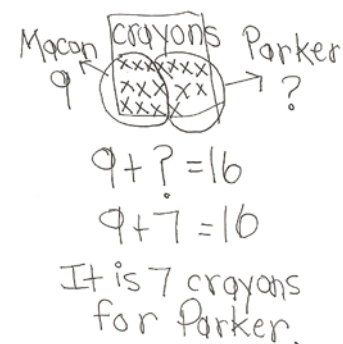 Macon crayons Parker
9 ?
9+?=16
9+7=16
It is 7 crayons
for Parker.